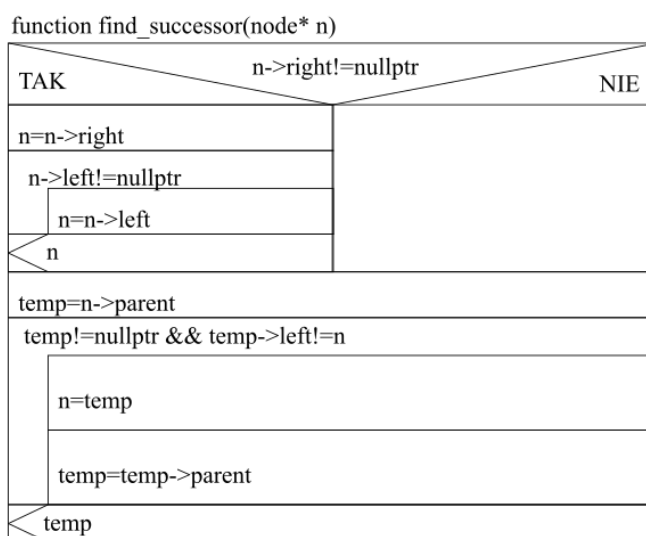 function find_successor(node* n)
n->right!=nullptr
TAK
NIE
n=n->right
n->left!=nullptr
n=n->left
n
temp=n->parent
temp!=nullptr && temp->left!=n
n=temp
temp=temp->parent
temp